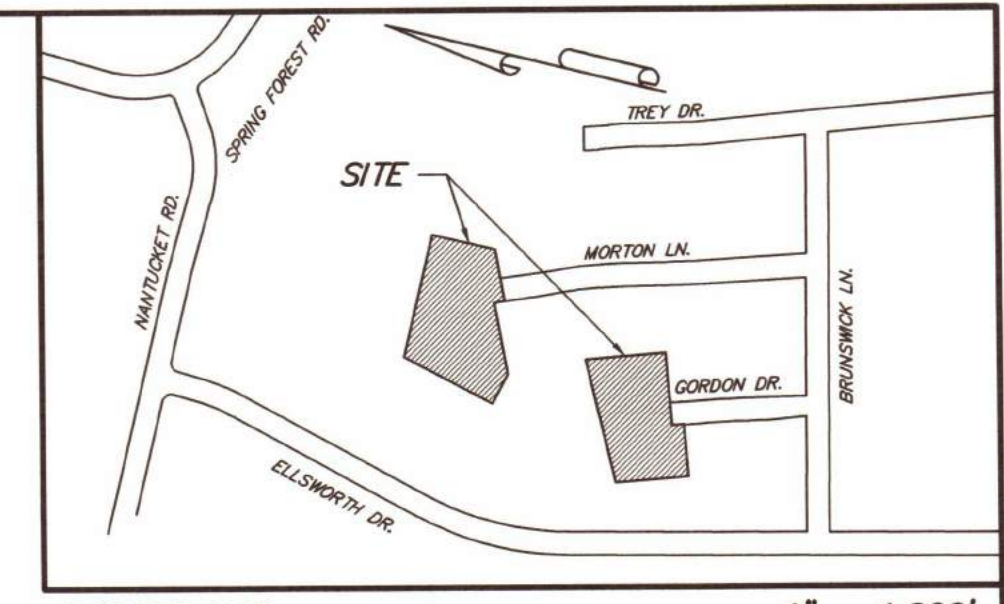 SPRING FOREST RD.
TREY DR.
SITE
NANTUCKET RD.
MORTON LN.
BRUNSWICK LN.
GORDON DR.
ELLSWORTH DR.